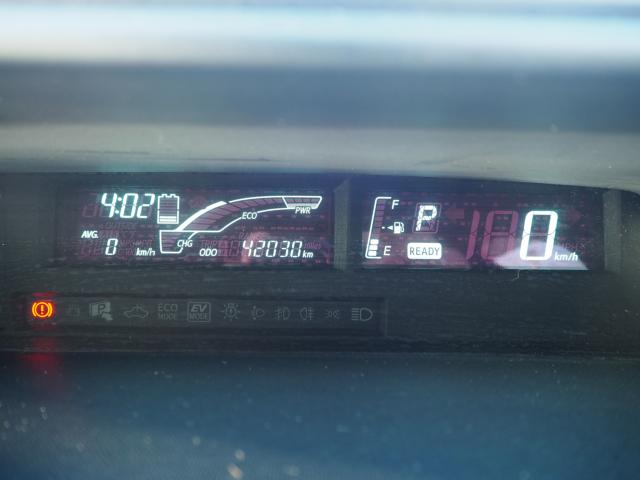 4:02
ECO
PWR
AVG.
0
km/h
CHG
ODO
42030 km
F
P
E
READY
0
km/h
P
ECO
MODE
EV
MODE